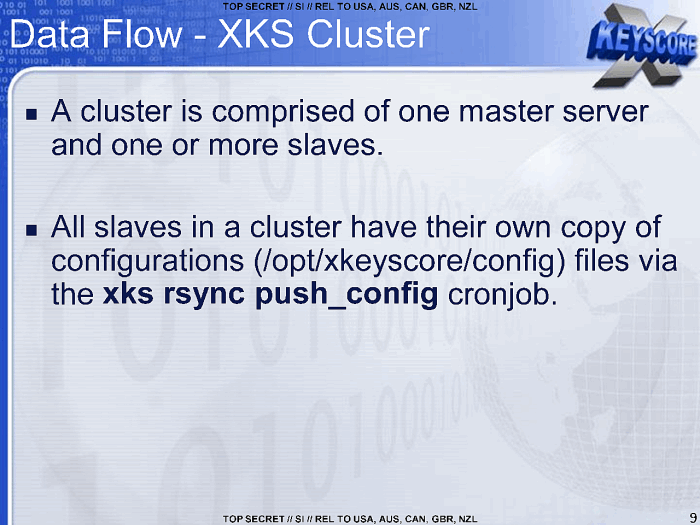 TOP SECRET // SI // REL TO USA, AUS, CAN, GBR, NZL
Data Flow - XKS Cluster
XKEYSCORE
■ A cluster is comprised of one master server
and one or more slaves.
■ All slaves in a cluster have their own copy of
configurations (/opt/xkeyscore/config) files via
the xks rsync push_config cronjob.
TOP SECRET // SI // REL TO USA, AUS, CAN, GBR, NZL
9